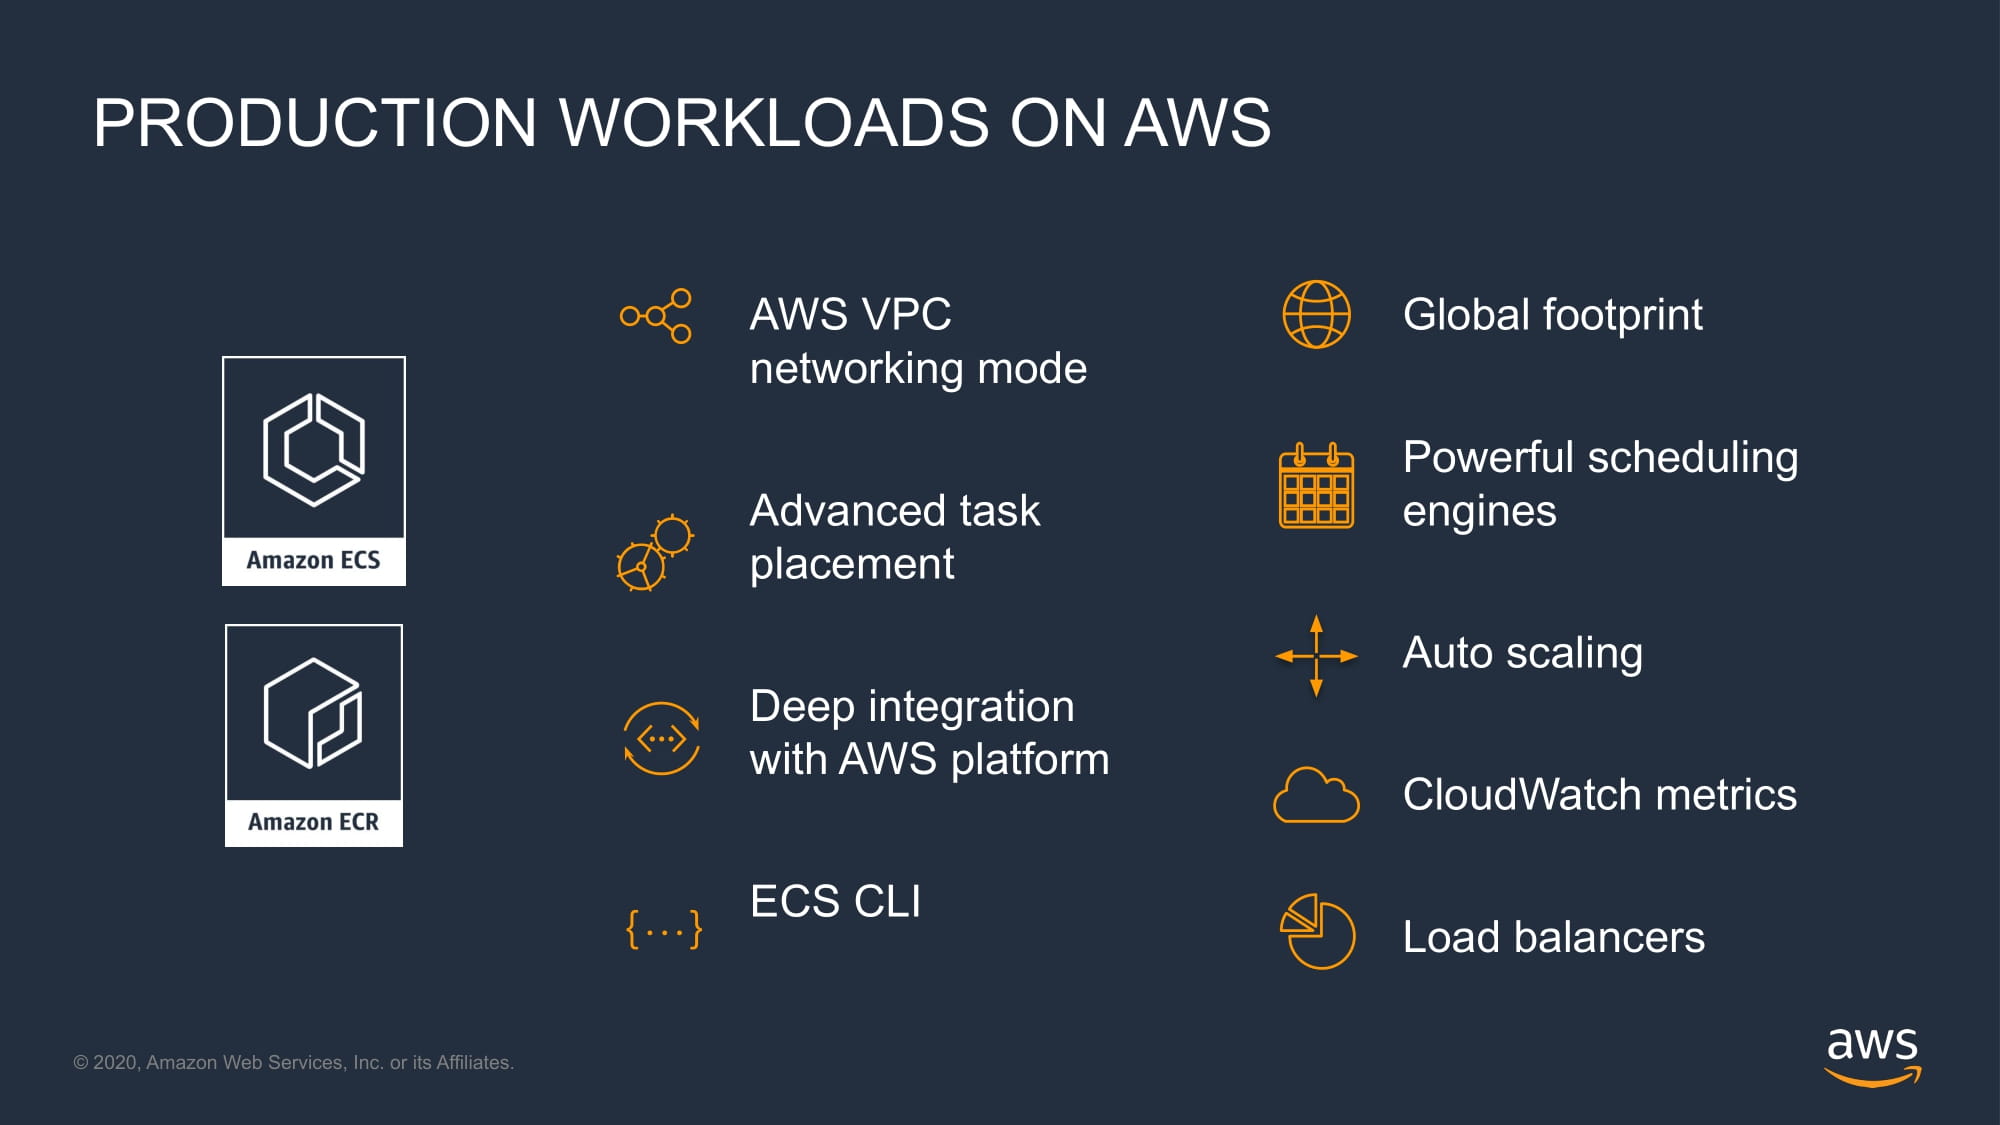 PRODUCTION WORKLOADS ON AWS
Amazon ECS
Amazon ECR
AWS VPC
networking mode
Advanced task
placement
Deep integration
with AWS platform
{...}
ECS CLI
Global footprint
Powerful scheduling
engines
Auto scaling
CloudWatch metrics
Load balancers
© 2020, Amazon Web Services, Inc. or its Affiliates.
aws